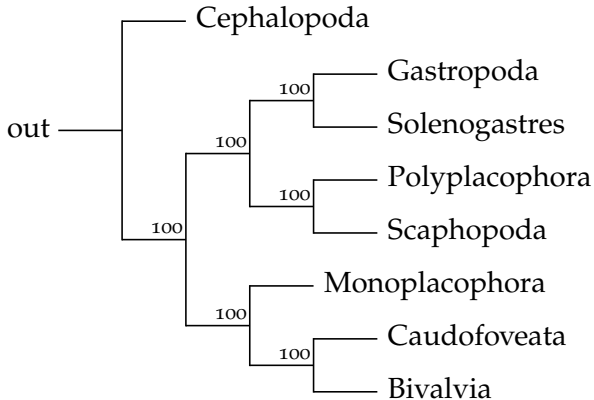 Cephalopoda
Gastropoda
100
out
Solenogastres
100
Polyplacophora
100
Scaphopoda
100
Monoplacophora
100
Caudofoveata
100
Bivalvia